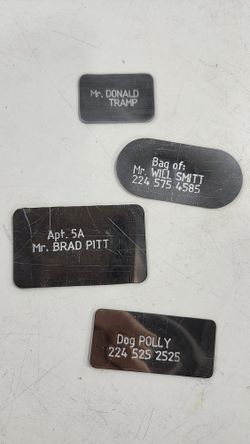 Mr. DONALD
TRAMP
Bag of:
Mr. WILL SMITT
224 575 4585
Apt. 5A
Mr. BRAD PITT
Dog POLLY
224 525 2525